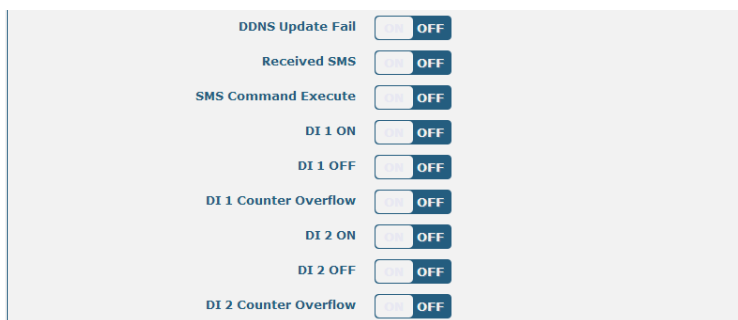 DDNS Update Fail ON OFF
Received SMS ON OFF
SMS Command Execute ON OFF
DI 1 ON ON OFF
DI 1 OFF ON OFF
DI 1 Counter Overflow ON OFF
DI 2 ON ON OFF
DI 2 OFF ON OFF
DI 2 Counter Overflow ON OFF